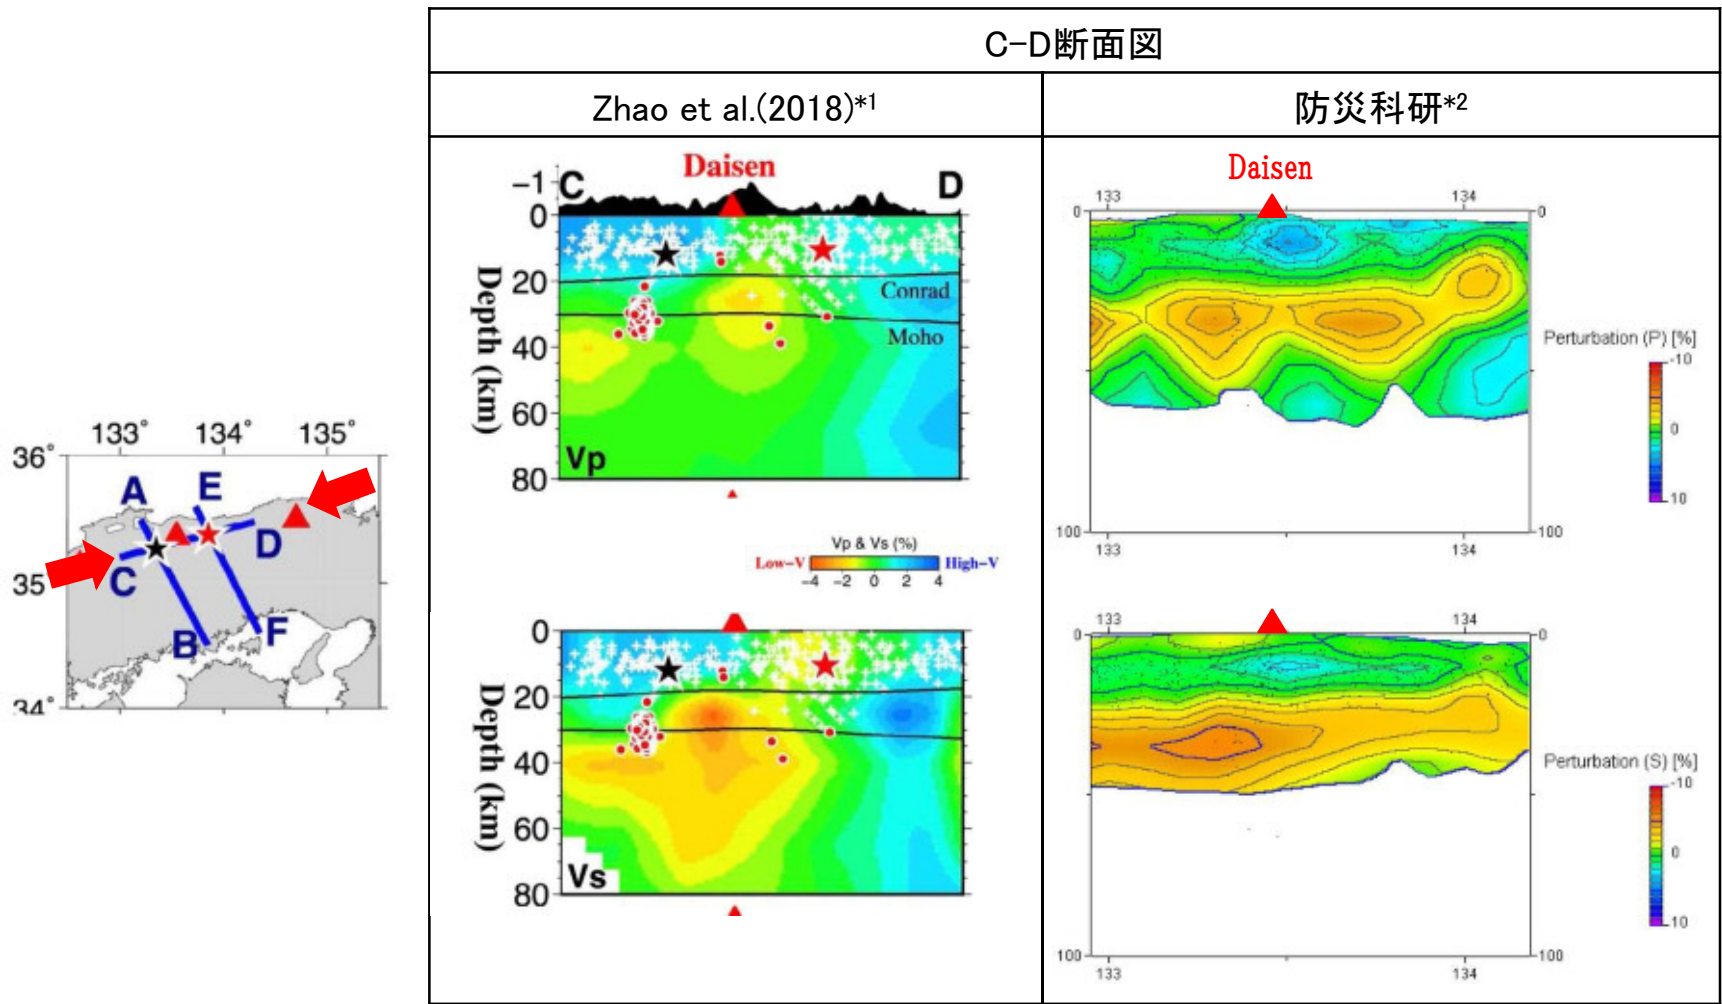 C-D断面図
Zhao et al.(2018)*1
防災科研*2
Daisen
C
D
-1
0
20
40
60
80
Depth (km)
Conrad
Moho
Vp
Vp & Vs (%)
Low-V
High-V
-4 -2 0 2 4
0
20
40
60
80
Depth (km)
Vs
Daisen
133
134
0
0
100
100
133
134
Perturbation (P) [%]
-10
0
10
133
134
0
0
100
100
133
134
Perturbation (S) [%]
-10
0
10
133° 134° 135°
36°
35
34°
A
E
D
C
B
F